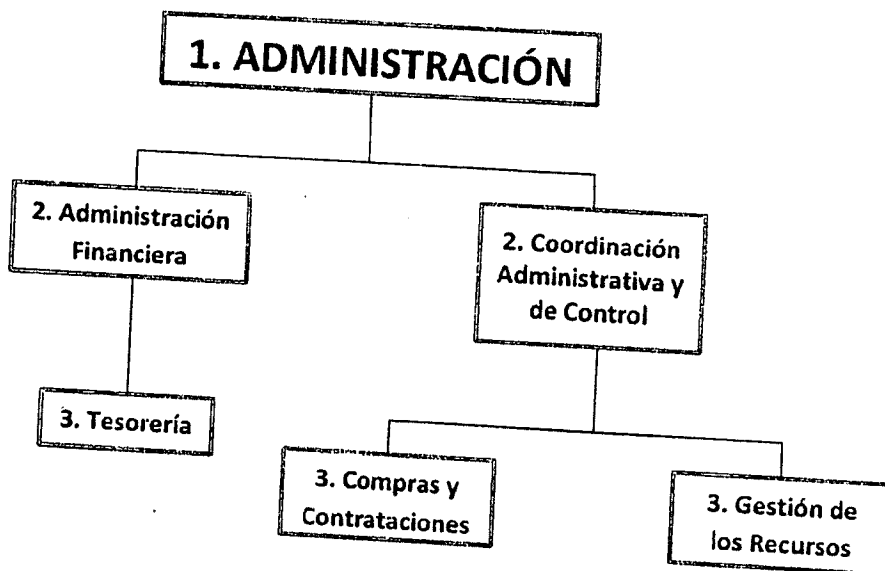 1. ADMINISTRACIÓN
2. Administración
Financiera
2. Coordinación
Administrativa y
de Control
3. Tesorería
3. Compras y
Contrataciones
3. Gestión de
los Recursos